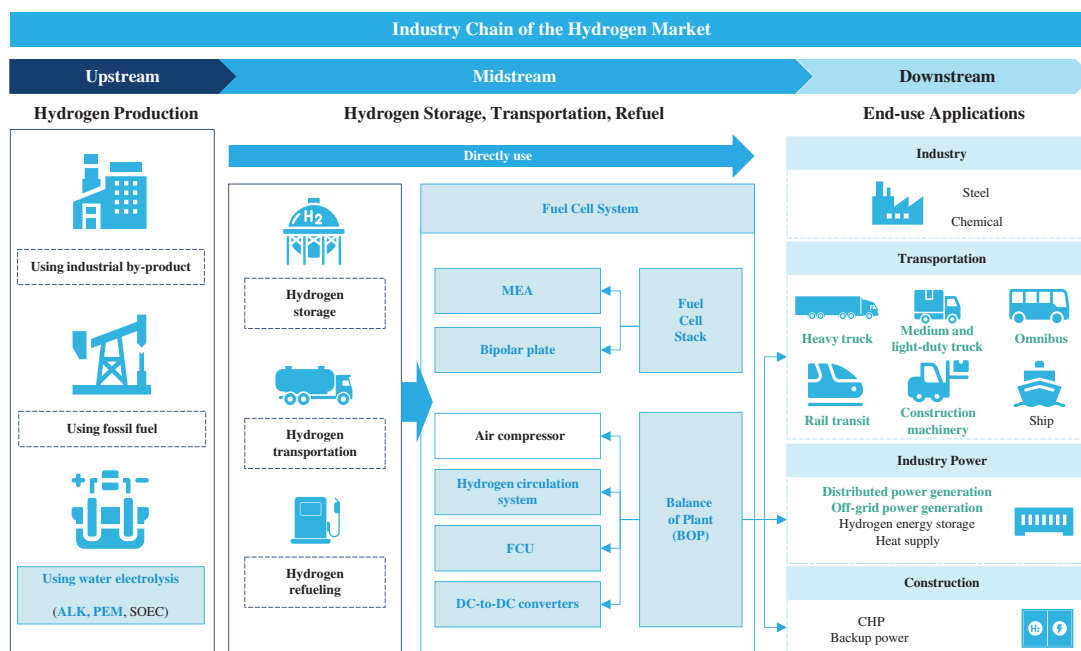 Industry Chain of the Hydrogen Market
Upstream
Midstream
Downstream
Hydrogen Production
Hydrogen Storage, Transportation, Refuel
End-use Applications
Using industrial by-product
Using fossil fuel
Using water electrolysis
(ALK, PEM, SOEC)
Directly use
H2
Hydrogen
storage
Hydrogen
transportation
Hydrogen
refueling
Fuel Cell System
MEA
Bipolar plate
Fuel
Cell
Stack
Air compressor
Hydrogen circulation
system
FCU
DC-to-DC converters
Balance
of Plant
(BOP)
Industry
Steel
Chemical
Transportation
Heavy truck
Medium and
light-duty truck
Omnibus
Rail transit
Construction
machinery
Ship
Industry Power
Distributed power generation
Off-grid power generation
Hydrogen energy storage
Heat supply
Construction
CHP
Backup power
H2